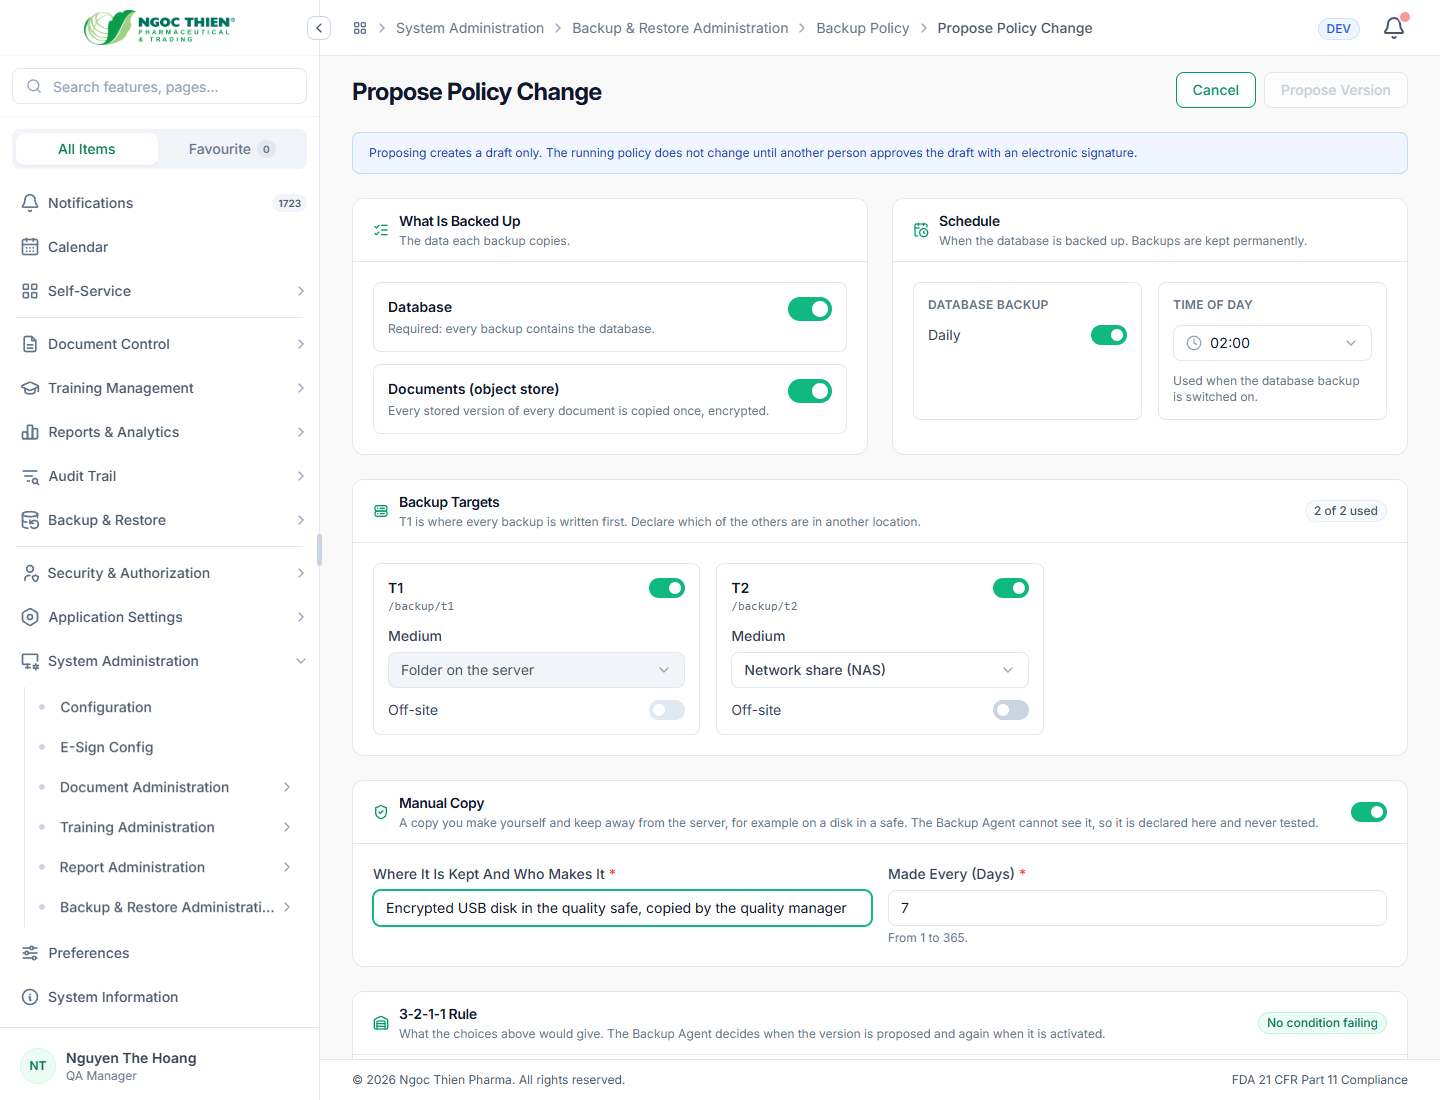 NGOC THIEN®
PHARMACEUTICAL
& TRADING
System Administration
Backup & Restore Administration
Backup Policy
Propose Policy Change
DEV
Search features, pages...
All Items
Favourite 0
Notifications 1723
Calendar
Self-Service
Document Control
Training Management
Reports & Analytics
Audit Trail
Backup & Restore
Security & Authorization
Application Settings
System Administration
Configuration
E-Sign Config
Document Administration
Training Administration
Report Administration
Backup & Restore Administrati...
Preferences
System Information
NT
Nguyen The Hoang
QA Manager
Propose Policy Change
Cancel
Propose Version
Proposing creates a draft only. The running policy does not change until another person approves the draft with an electronic signature.
What Is Backed Up
The data each backup copies.
Database
Required: every backup contains the database.
Documents (object store)
Every stored version of every document is copied once, encrypted.
Schedule
When the database is backed up. Backups are kept permanently.
DATABASE BACKUP
Daily
TIME OF DAY
02:00
Used when the database backup
is switched on.
Backup Targets
T1 is where every backup is written first. Declare which of the others are in another location.
2 of 2 used
T1
/backup/t1
Medium
Folder on the server
Off-site
T2
/backup/t2
Medium
Network share (NAS)
Off-site
Manual Copy
A copy you make yourself and keep away from the server, for example on a disk in a safe. The Backup Agent cannot see it, so it is declared here and never tested.
Where It Is Kept And Who Makes It *
Encrypted USB disk in the quality safe, copied by the quality manager
Made Every (Days) *
7
From 1 to 365.
3-2-1-1 Rule
What the choices above would give. The Backup Agent decides when the version is proposed and again when it is activated.
No condition failing
© 2026 Ngoc Thien Pharma. All rights reserved.
FDA 21 CFR Part 11 Compliance